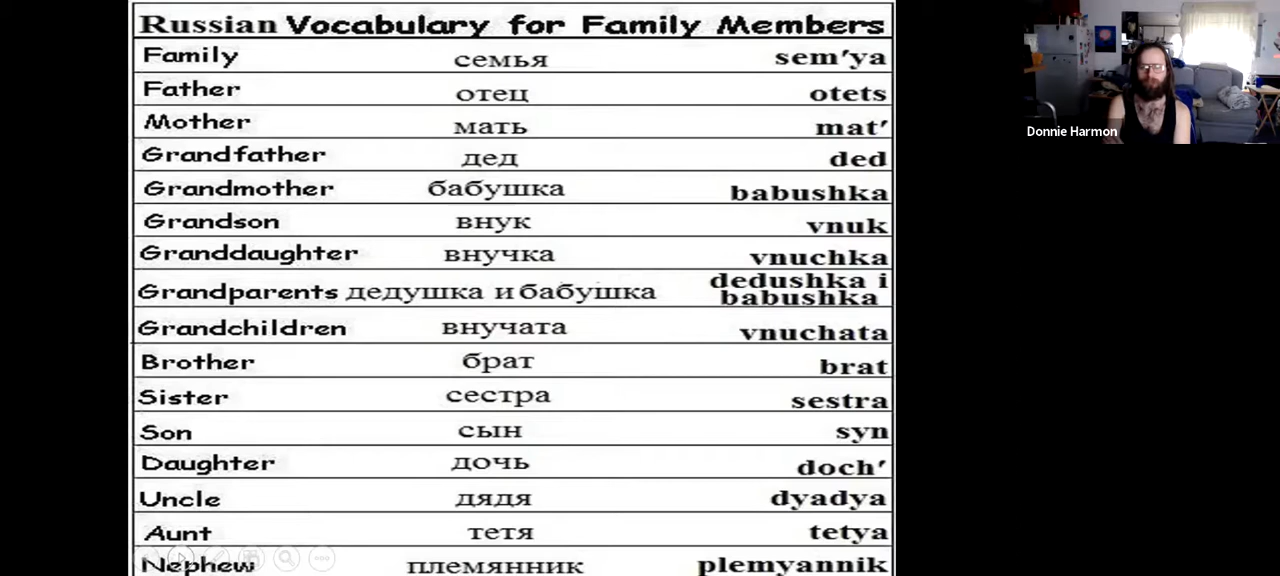 Russian Vocabulary for Family Members
Family семья sem'ya
Father отец otets
Mother мать mat'
Grandfather дед ded
Grandmother бабушка babushka
Grandson внук vnuk
Granddaughter внучка vnuchka
Grandparents дедушка и бабушка dedushka i
babushka
Grandchildren внучата vnuchata
Brother брат brat
Sister сестра sestra
Son сын syn
Daughter дочь doch'
Uncle дядя dyadya
Aunt тетя tetya
Nephew племянник plemyannik
Donnie Harmon